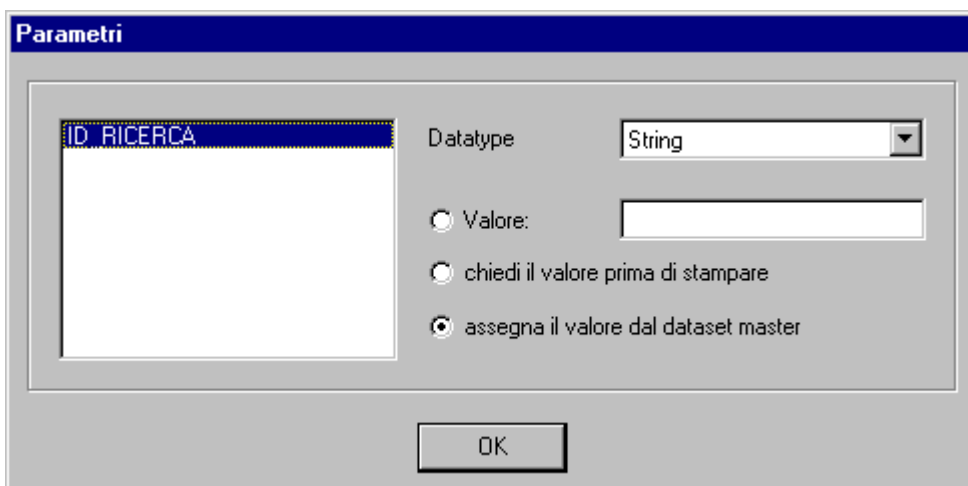 Parametri
ID_RICERCA
Datatype
String
Valore:
chiedi il valore prima di stampare
assegna il valore dal dataset master
OK